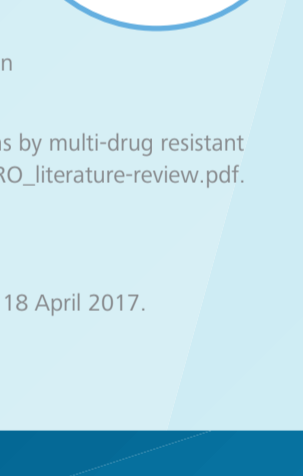 n
s by multi-drug resistant
RO_literature-review.pdf.
18 April 2017.